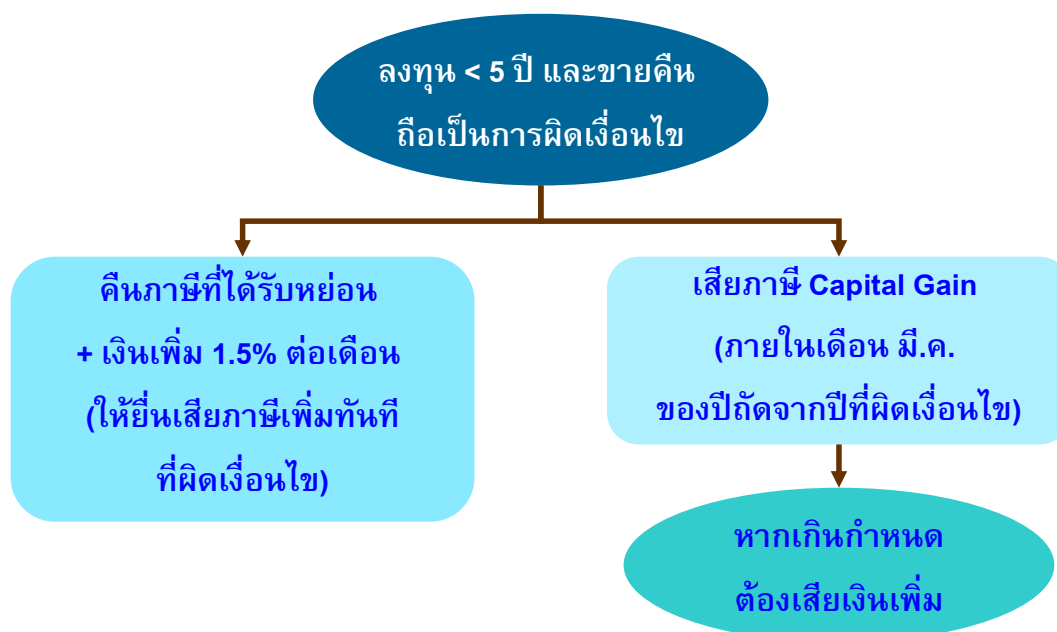 ลงทุน < 5 ปี และขายคืน
ถือเป็นการผิดเงื่อนไข
คืนภาษีที่ได้รับหย่อน
+ เงินเพิ่ม 1.5% ต่อเดือน
(ให้ยื่นเสียภาษีเพิ่มทันที
ที่ผิดเงื่อนไข)
เสียภาษี Capital Gain
(ภายในเดือน มี.ค.
ของปีถัดจากปีที่ผิดเงื่อนไข)
หากเกินกำหนด
ต้องเสียเงินเพิ่ม